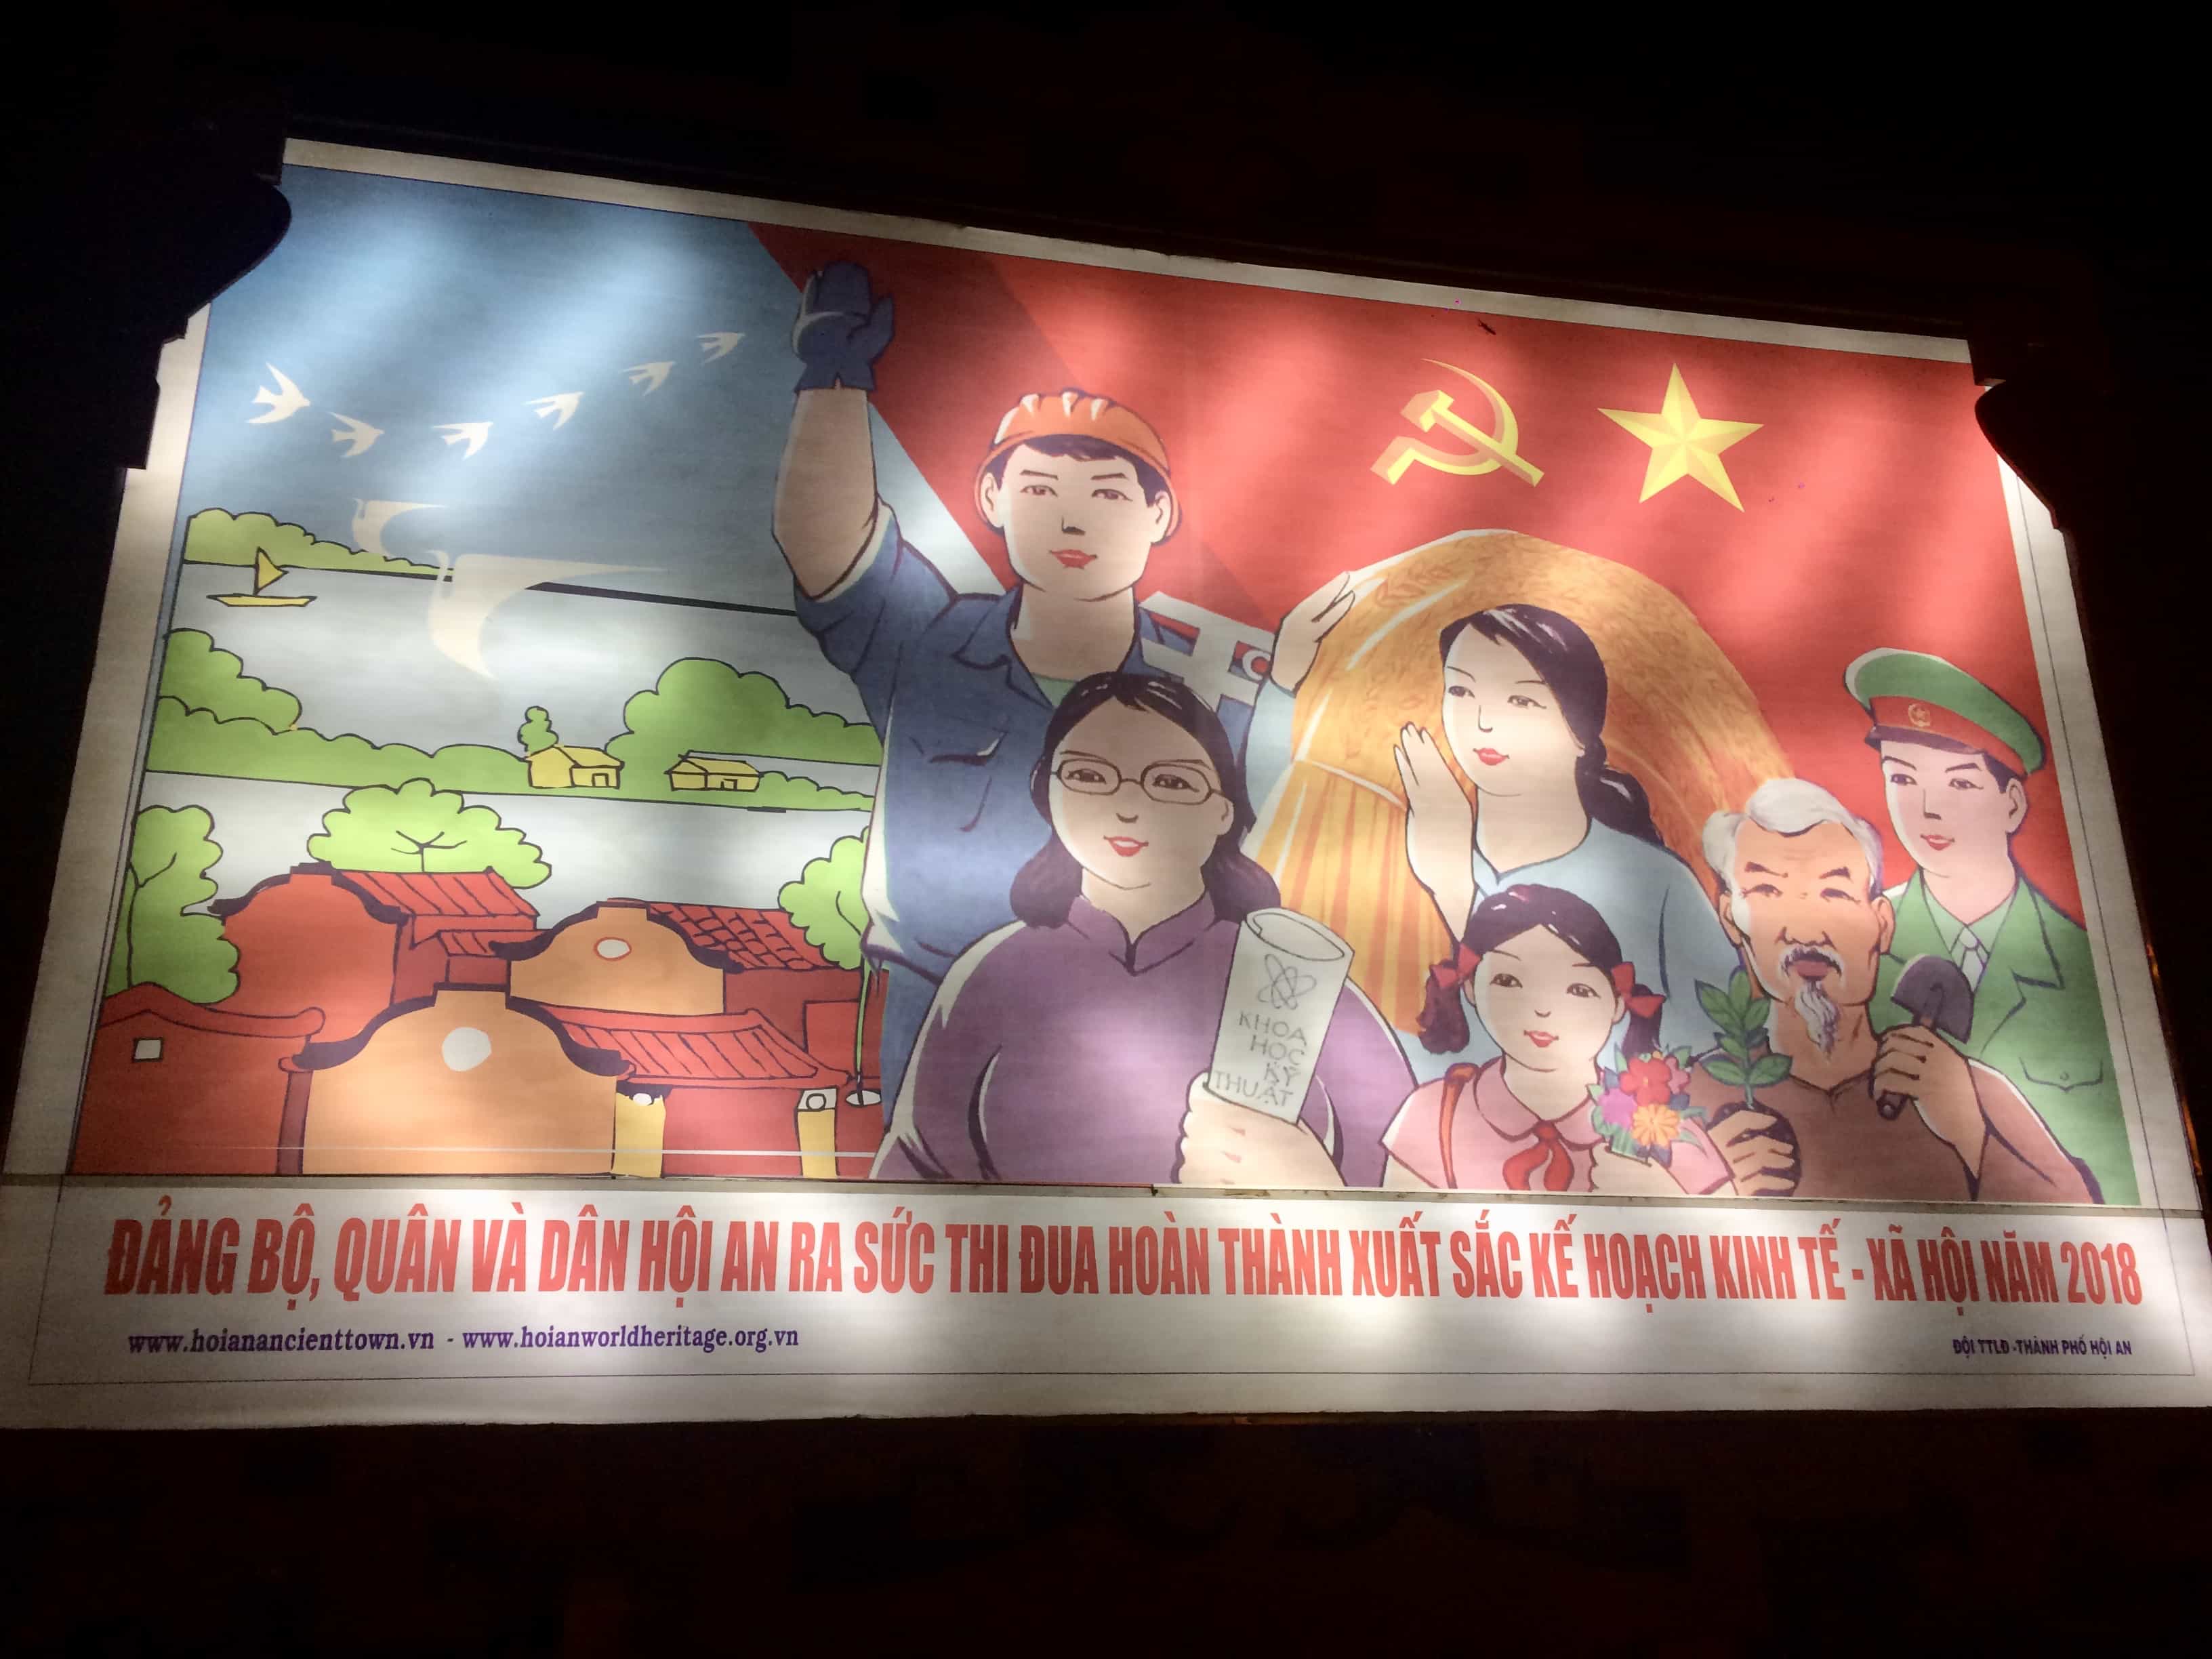 KHOA
HỌC
KỸ
THUẬT
ĐẢNG BỘ, QUÂN VÀ DÂN HỘI AN RA SỨC THI ĐUA HOÀN THÀNH XUẤT SẮC KẾ HOẠCH KINH TẾ - XÃ HỘI NĂM 2018
www.hoianancienttown.vn - www.hoianworldheritage.org.vn
ĐỘI TTLĐ -THÀNH PHỐ HỘI AN